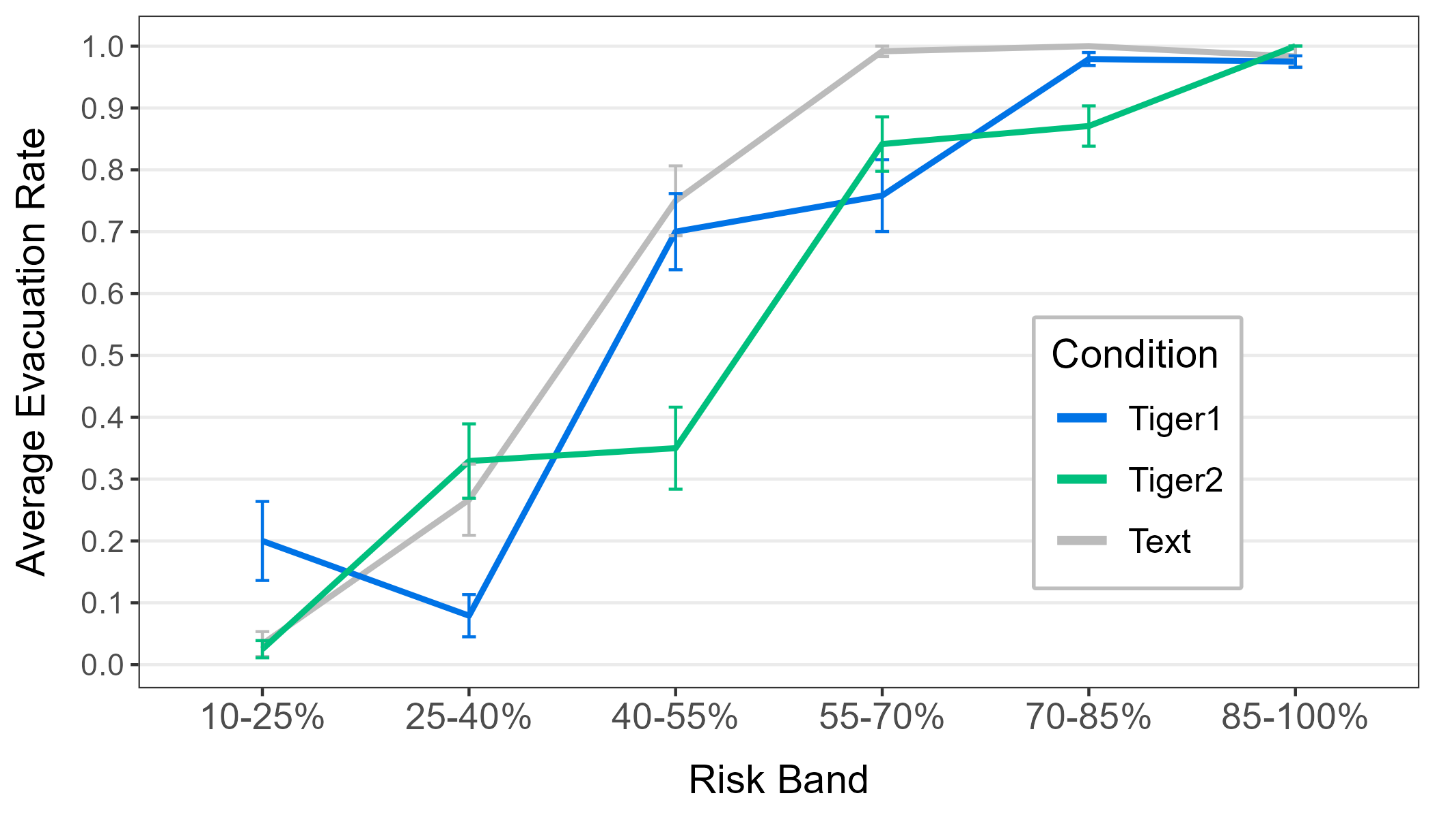 Average Evacuation Rate
1.0
0.9
0.8
0.7
0.6
0.5
0.4
0.3
0.2
0.1
0.0
Condition
Tiger1
Tiger2
Text
10-25% 25-40% 40-55% 55-70% 70-85% 85-100%
Risk Band